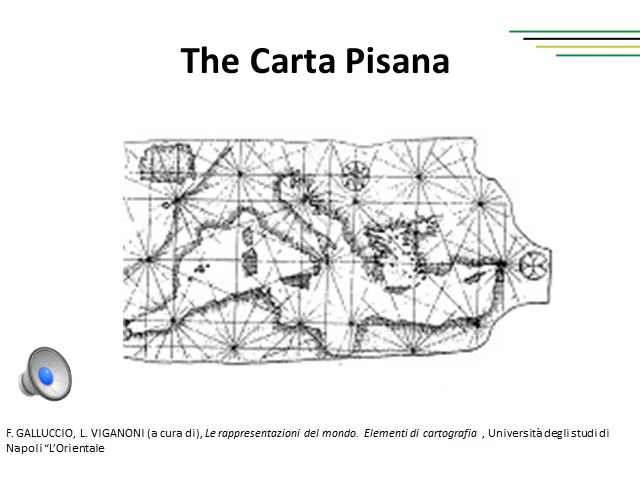 The Carta Pisana
F. GALLUCCIO, L. VIGANONI (a cura di), Le rappresentazioni del mondo. Elementi di cartografia , Università degli studi di
Napoli “L’Orientale